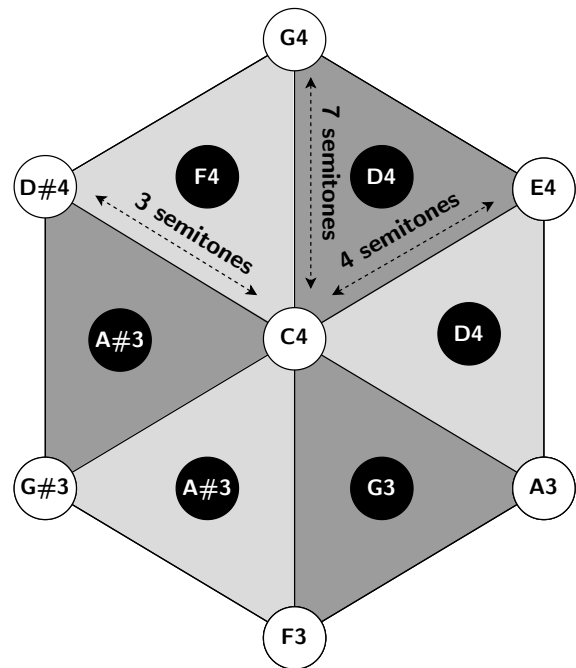 G4
F4
D4
D#4
E4
3 semitones
7 semitones
4 semitones
A#3
C4
D4
G#3
A#3
G3
A3
F3